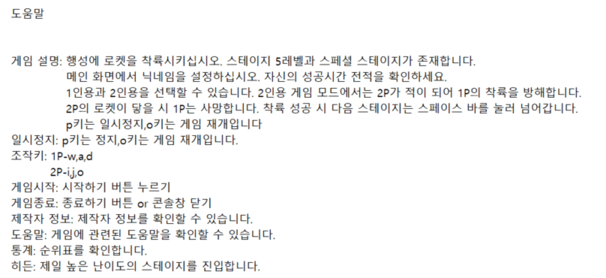 도움말
게임 설명: 행성에 로켓을 착륙시키십시오. 스테이지 5레벨과 스페셜 스테이지가 존재합니다.
메인 화면에서 닉네임을 설정하십시오. 자신의 성공시간 전적을 확인하세요.
1인용과 2인용을 선택할 수 있습니다. 2인용 게임 모드에서는 2P가 적이 되어 1P의 착륙을 방해합니다.
2P의 로켓이 닿을 시 1P는 사망합니다. 착륙 성공 시 다음 스테이지는 스페이스 바를 눌러 넘어갑니다.
p키는 일시정지,o키는 게임 재개입니다
일시정지: p키는 정지,o키는 게임 재개입니다.
조작키: 1P-w,a,d
2P-i,j,o
게임시작: 시작하기 버튼 누르기
게임종료: 종료하기 버튼 or 콘솔창 닫기
제작자 정보: 제작자 정보를 확인할 수 있습니다.
도움말: 게임에 관련된 도움말을 확인할 수 있습니다.
통계: 순위표를 확인합니다.
히든: 제일 높은 난이도의 스테이지를 진입합니다.